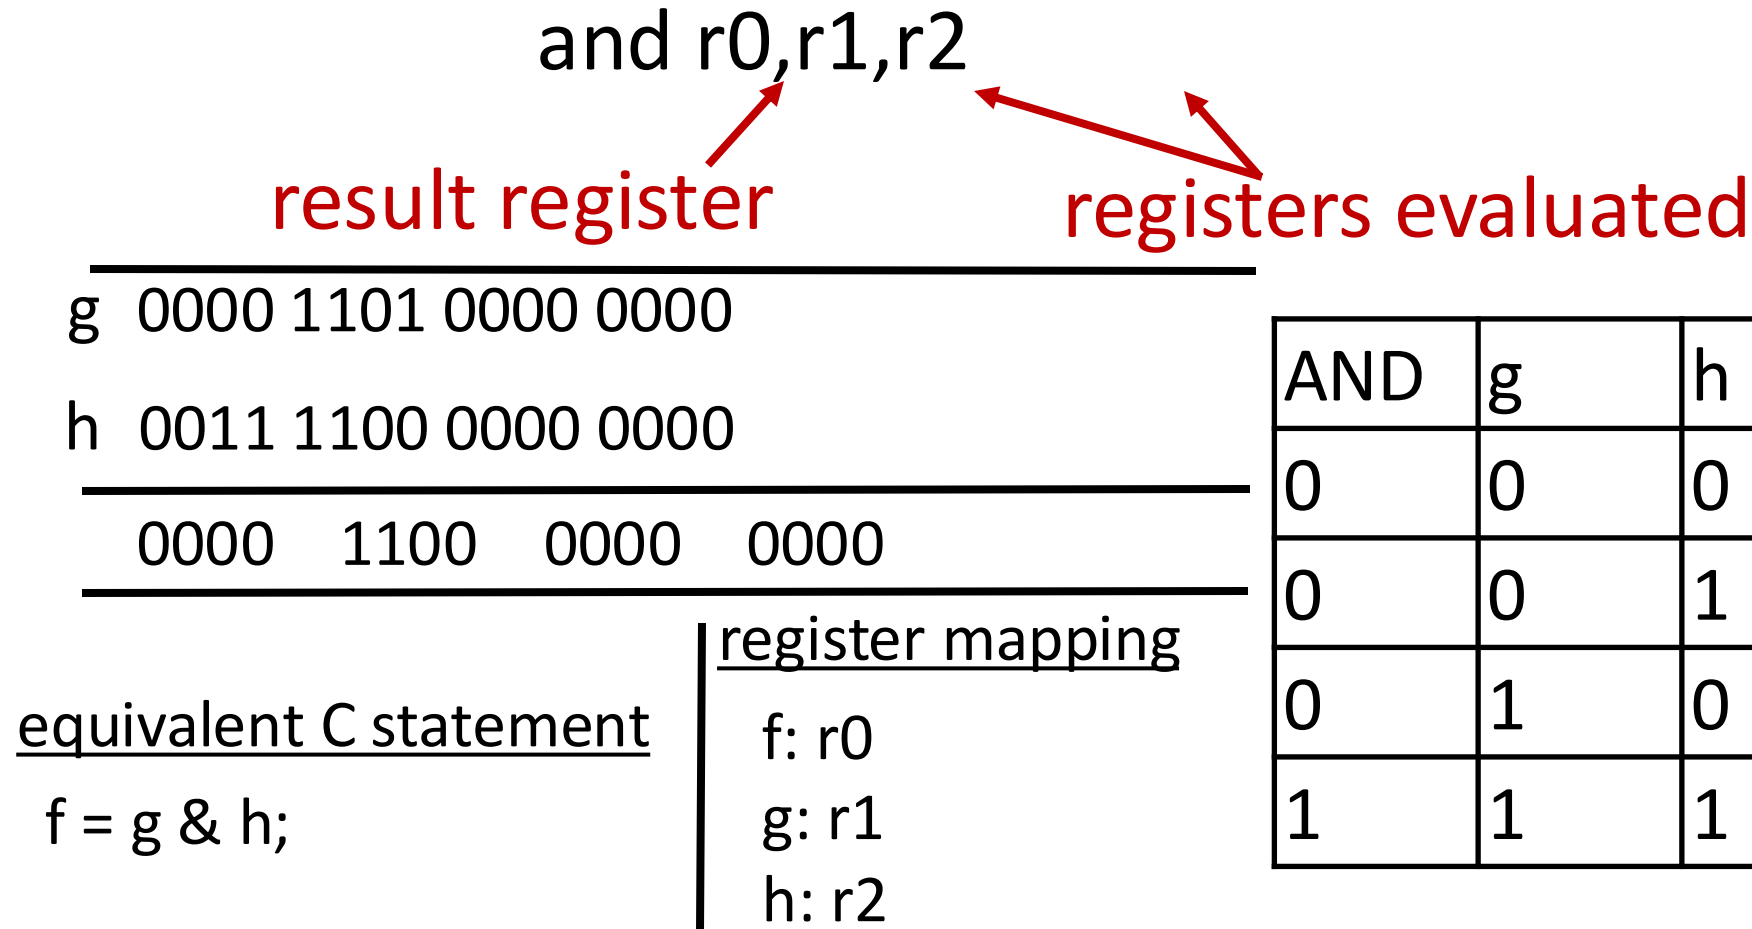 and r0,r1,r2
result register
registers evaluated
g 0000 1101 0000 0000
h 0011 1100 0000 0000
0000 1100 0000 0000
AND g h
0 0 0
0 0 1
0 1 0
1 1 1
equivalent C statement
f = g & h;
register mapping
f: r0
g: r1
h: r2